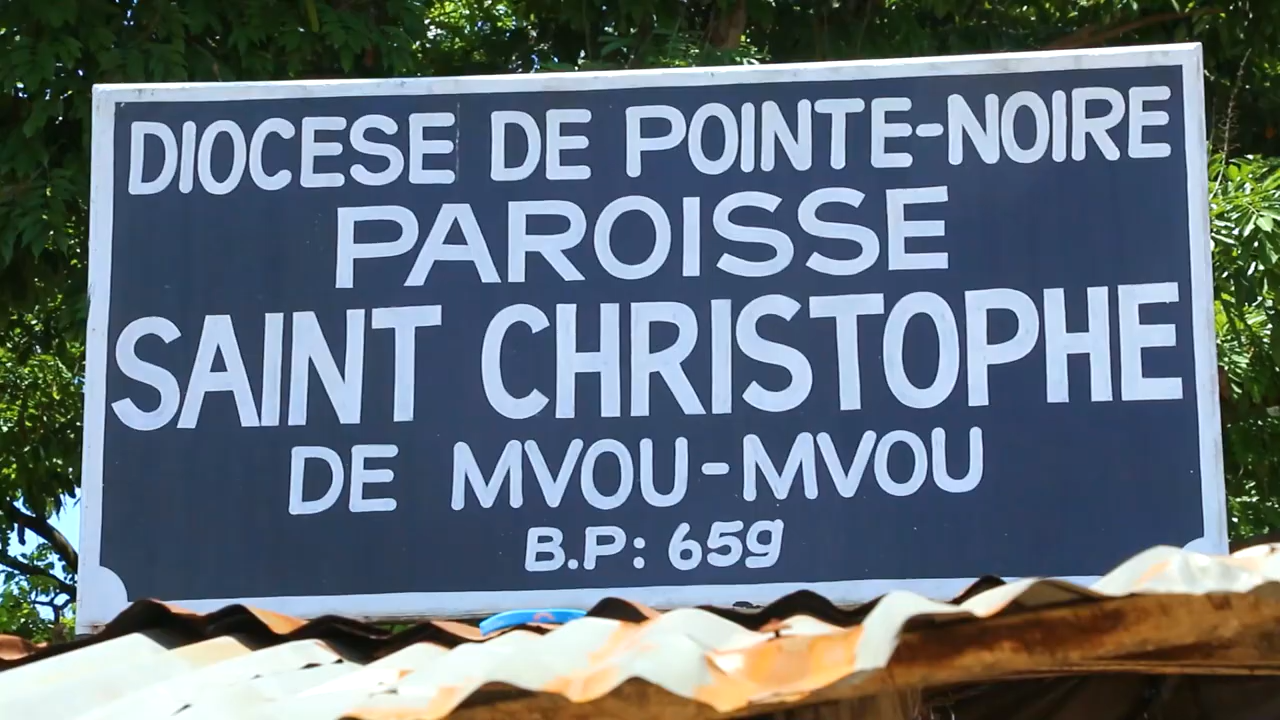 DIOCESE DE POINTE-NOIRE
PAROISSE
SAINT CHRISTOPHE
DE MVOU-MVOU
B.P: 659